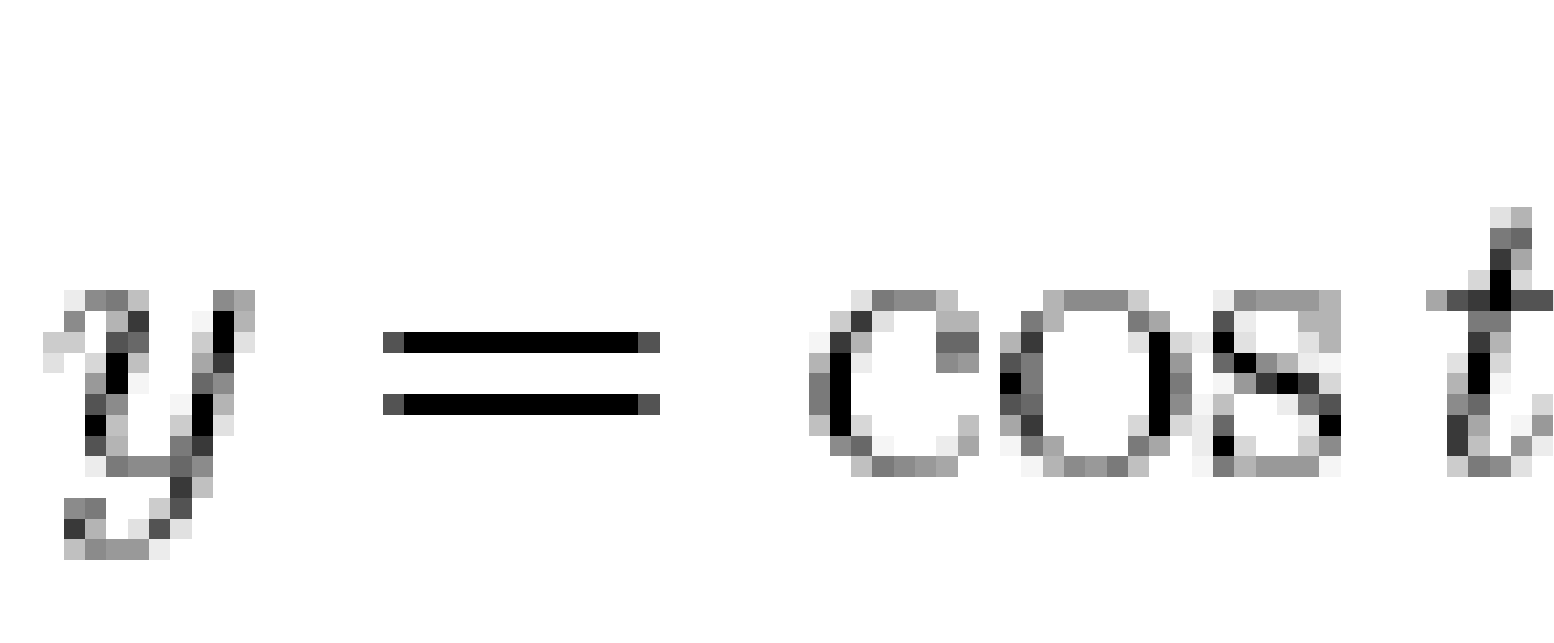 y = cos t